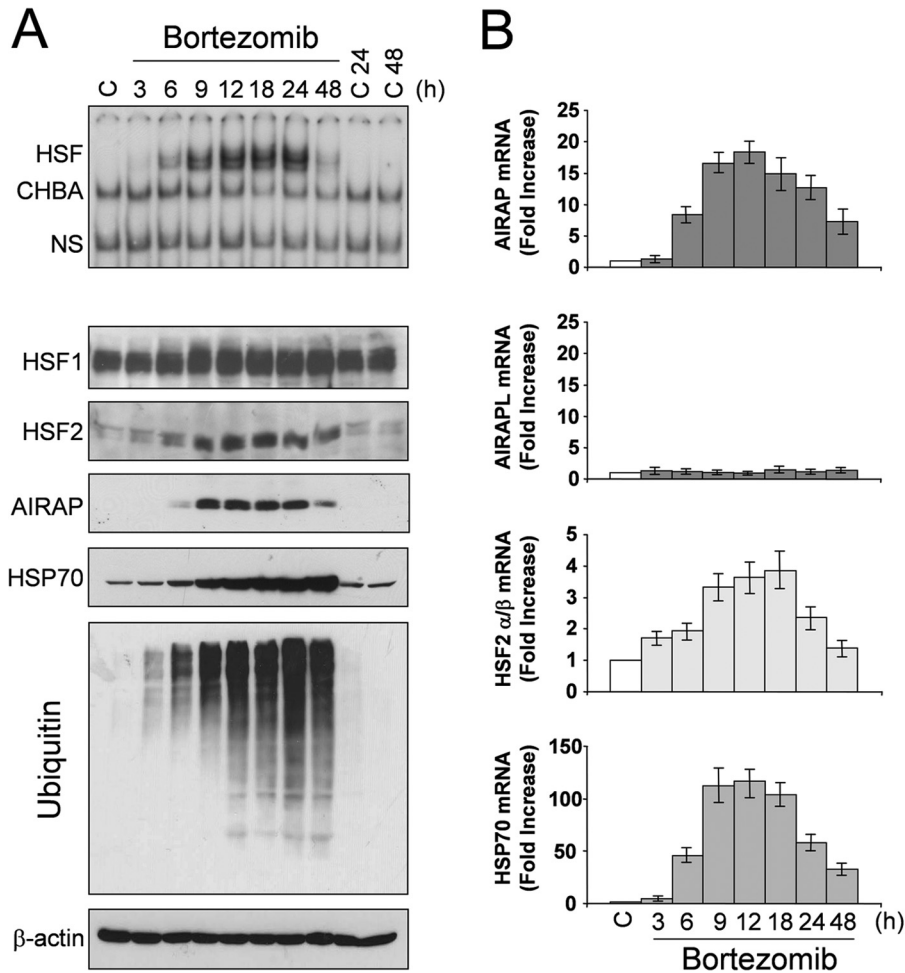 A
Bortezomib
C 3 6 9 12 18 24 48 C 24 C 48 (h)
HSF
CHBA
NS
HSF1
HSF2
AIRAP
HSP70
Ubiquitin
β-actin
B
AIRAP mRNA
(Fold Increase)
25
20
15
10
5
0
AIRAPL mRNA
(Fold Increase)
25
20
15
10
5
0
HSF2 α/β mRNA
(Fold Increase)
5
4
3
2
1
0
HSP70 mRNA
(Fold Increase)
150
100
50
0
C 3 6 9 12 18 24 48 (h)
Bortezomib